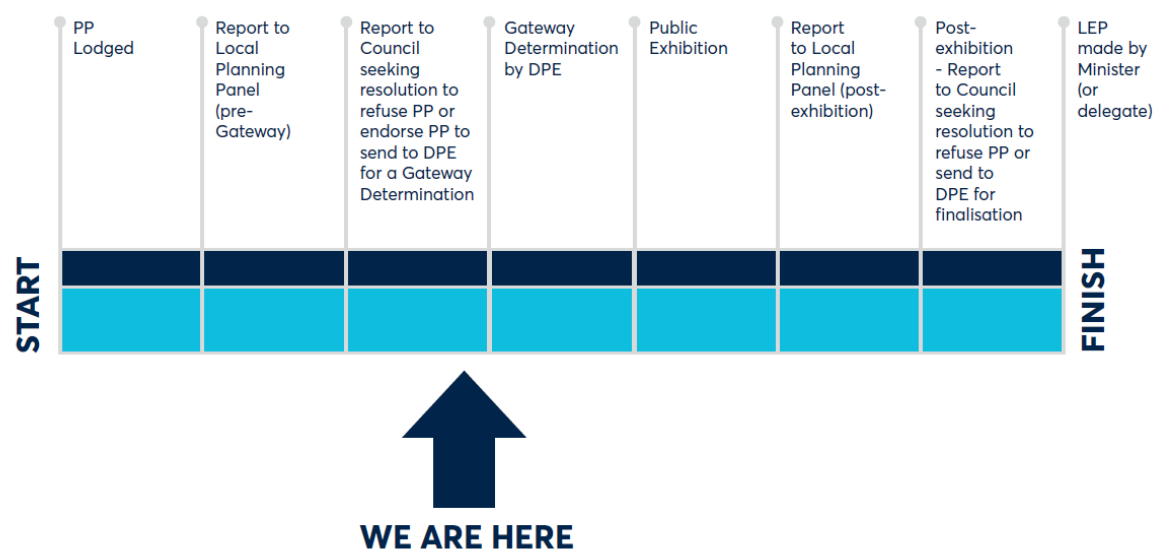 PP
Lodged
Report to
Local
Planning
Panel
(pre-
Gateway)
Report to
Council
seeking
resolution to
refuse PP or
endorse PP to
send to DPE
for a Gateway
Determination
Gateway
Determination
by DPE
Public
Exhibition
Report
to Local
Planning
Panel (post-
exhibition)
Post-
exhibition
- Report
to Council
seeking
resolution to
refuse PP or
send to
DPE for
finalisation
LEP
made by
Minister
(or
delegate)
START
FINISH
WE ARE HERE